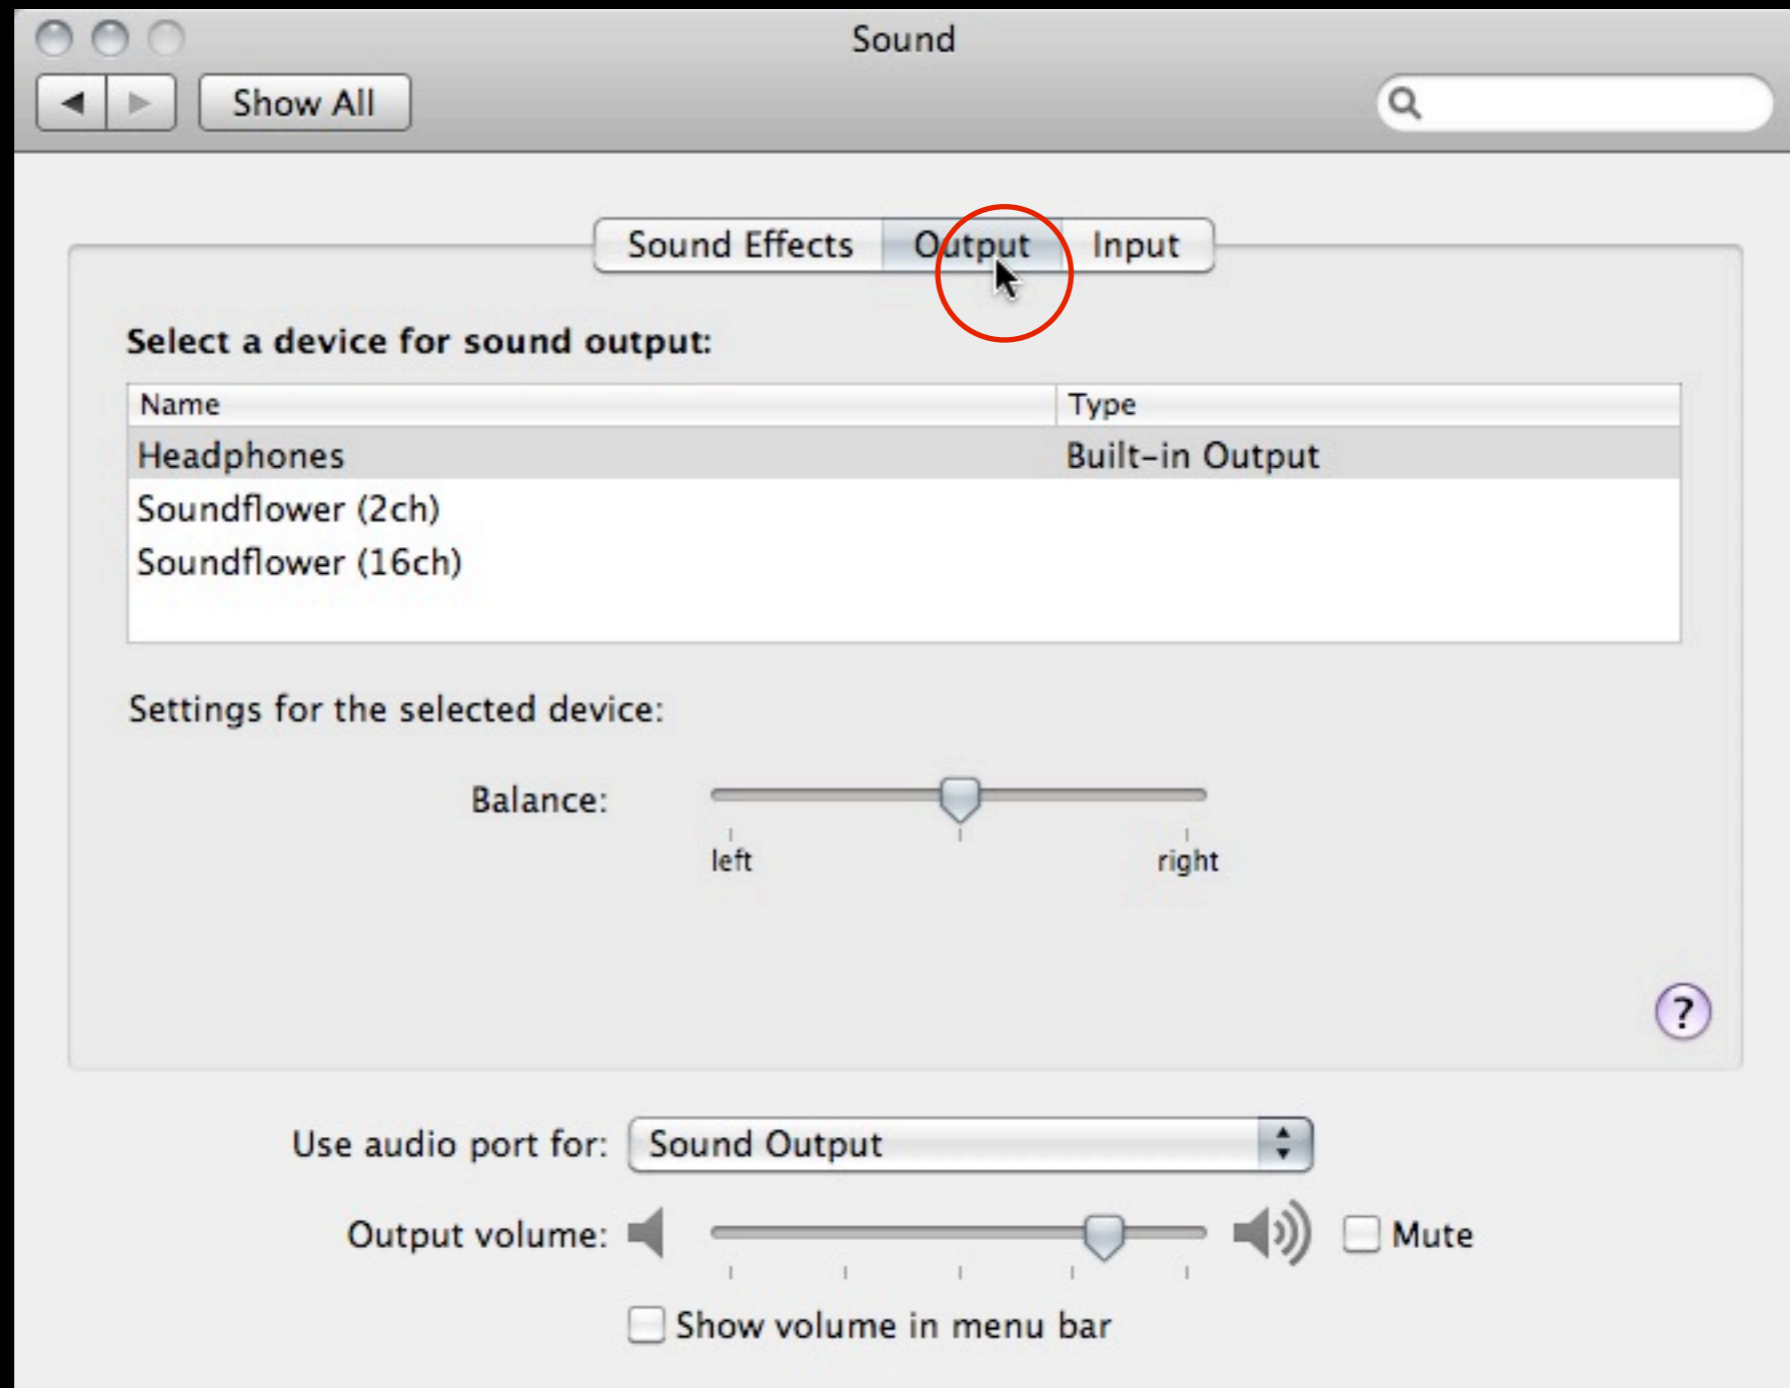 Sound
Show All
Sound Effects Output Input
Select a device for sound output:
Name Type
Headphones Built-in Output
Soundflower (2ch)
Soundflower (16ch)
Settings for the selected device:
Balance:
left right
?
Use audio port for: Sound Output
Output volume: Mute
Show volume in menu bar